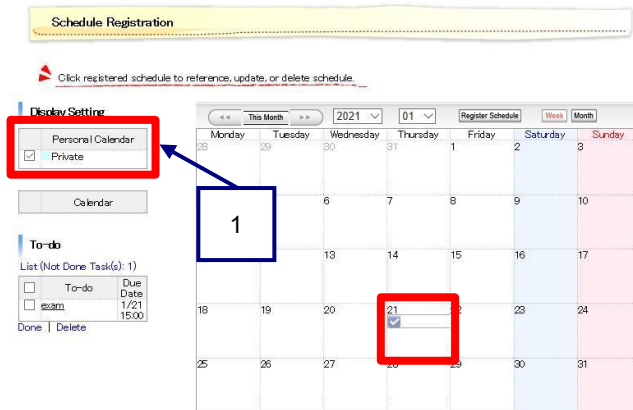 Schedule Registration
Click registered schedule to reference, update, or delete schedule.
Display Setting
Personal Calendar
Private
Calendar
To-do
List (Not Done Task(s): 1)
To-do Due Date
exam 1/21 15:00
Done | Delete
This Month 2021 01 Register Schedule Week Month
Monday Tuesday Wednesday Thursday Friday Saturday Sunday
28 29 30 31 1 2 3
1
6 7 8 9 10
13 14 15 16 17
18 19 20 21 22 23 24
25 26 27 28 29 30 31